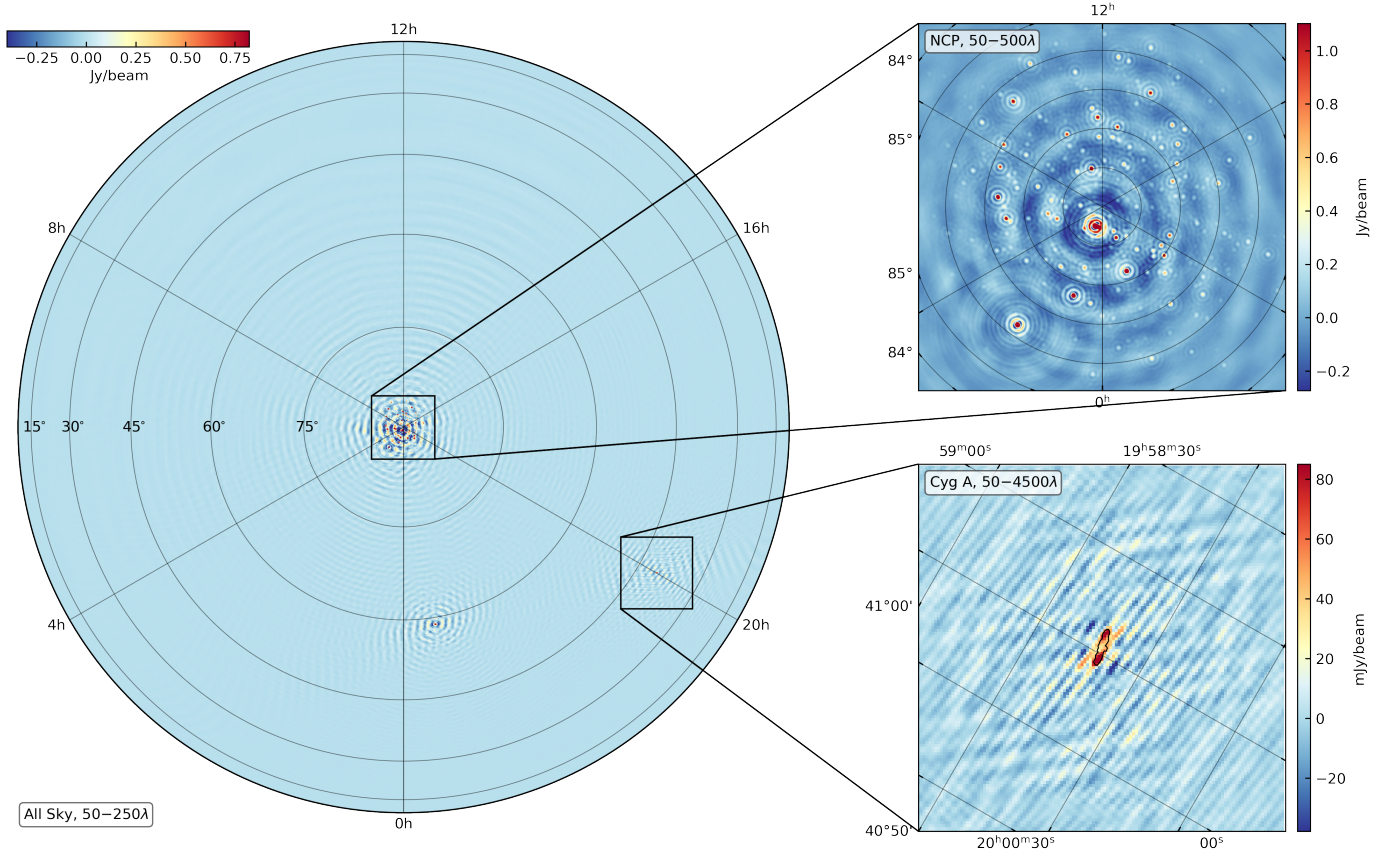 −0.25 0.00 0.25 0.50 0.75
Jy/beam
12h
8h
16h
15° 30° 45° 60° 75°
4h
20h
0h
All Sky, 50−250λ
12ʰ
NCP, 50−500λ
84°
85°
85°
84°
0ʰ
1.0
0.8
0.6
0.4
0.2
0.0
−0.2
Jy/beam
59ᵐ00ˢ 19ʰ58ᵐ30ˢ
Cyg A, 50−4500λ
41°00'
40°50'
20ʰ00ᵐ30ˢ 00ˢ
80
60
40
20
0
−20
mJy/beam